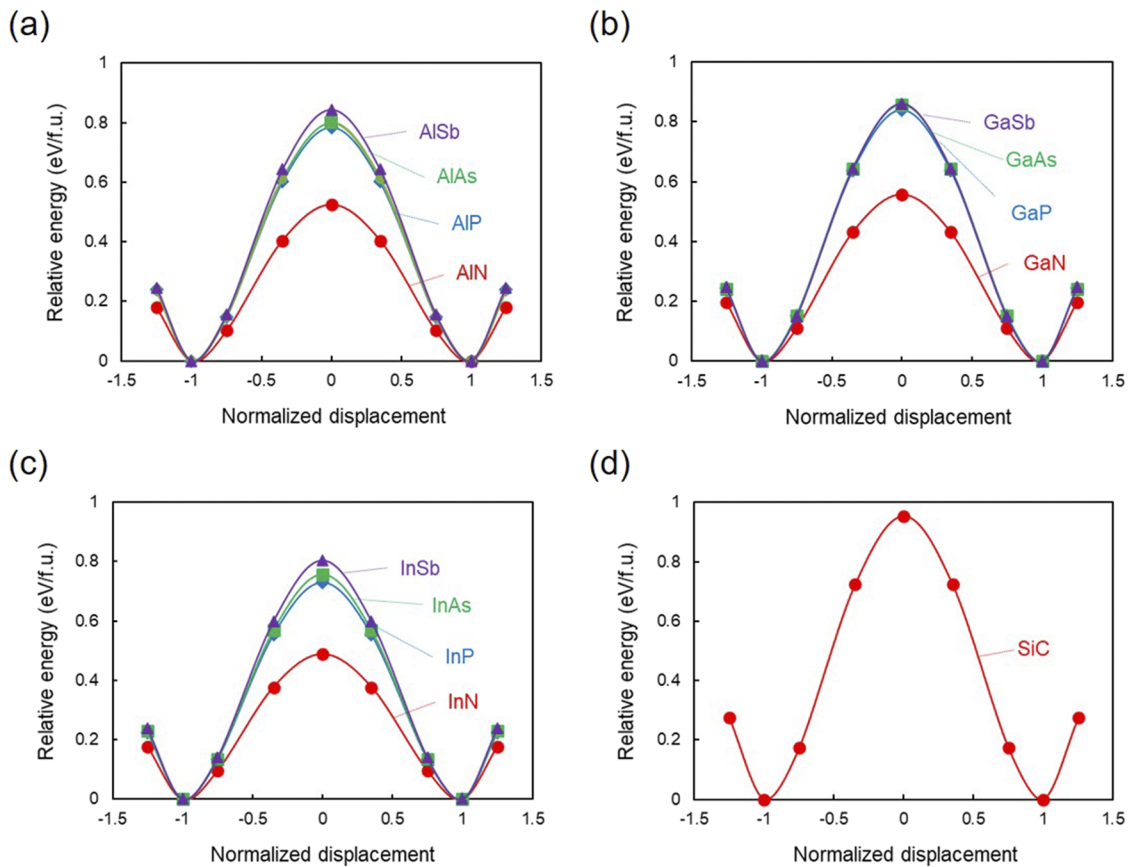 (a)
Relative energy (eV/f.u.)
1
0.8
0.6
0.4
0.2
0
-1.5 -1 -0.5 0 0.5 1 1.5
Normalized displacement
AlSb
AlAs
AlP
AlN
(b)
Relative energy (eV/f.u.)
1
0.8
0.6
0.4
0.2
0
-1.5 -1 -0.5 0 0.5 1 1.5
Normalized displacement
GaSb
GaAs
GaP
GaN
(c)
Relative energy (eV/f.u.)
1
0.8
0.6
0.4
0.2
0
-1.5 -1 -0.5 0 0.5 1 1.5
Normalized displacement
InSb
InAs
InP
InN
(d)
Relative energy (eV/f.u.)
1
0.8
0.6
0.4
0.2
0
-1.5 -1 -0.5 0 0.5 1 1.5
Normalized displacement
SiC